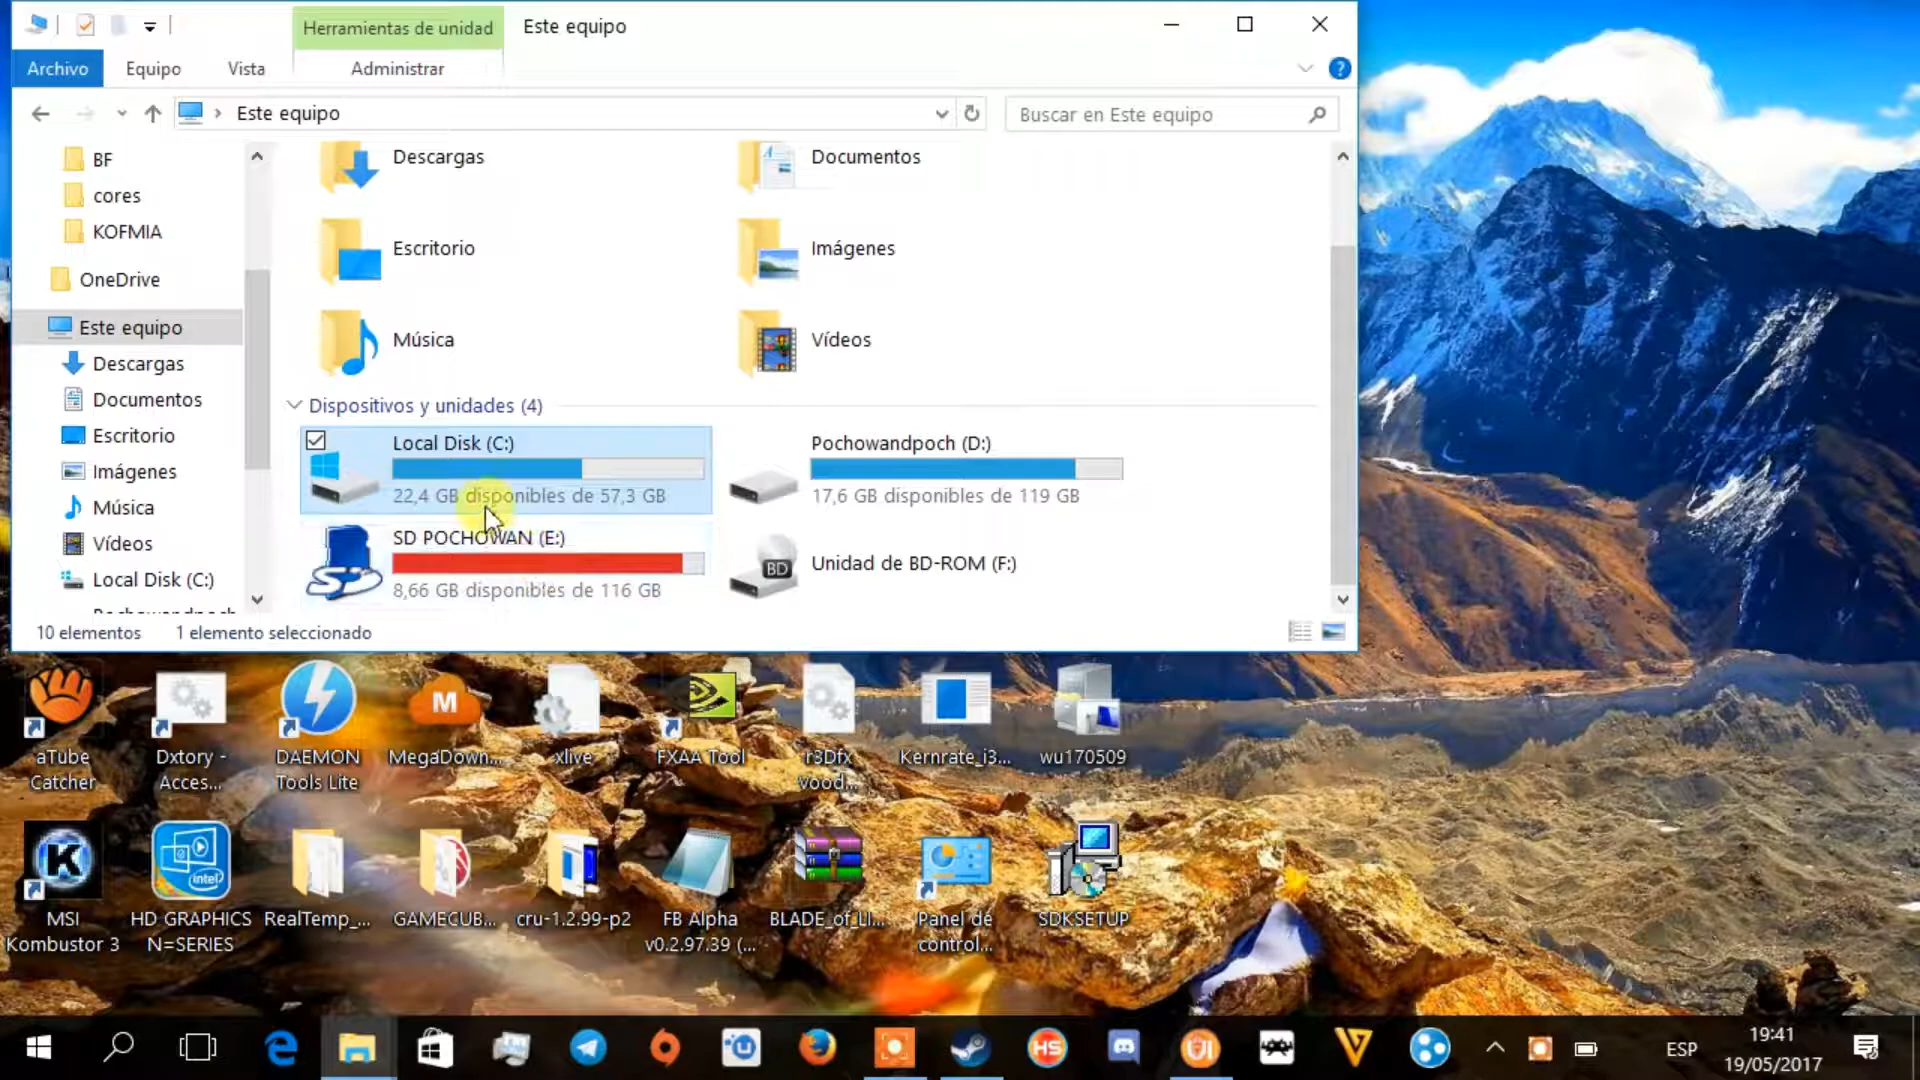 Herramientas de unidad
Este equipo
Archivo
Equipo
Vista
Administrar
Este equipo
Buscar en Este equipo
BF
cores
KOFMIA
OneDrive
Este equipo
Descargas
Documentos
Escritorio
Imágenes
Música
Vídeos
Local Disk (C:)
Descargas
Documentos
Escritorio
Imágenes
Música
Vídeos
Dispositivos y unidades (4)
Local Disk (C:)
22,4 GB disponibles de 57,3 GB
Pochowandpoch (D:)
17,6 GB disponibles de 119 GB
SD POCHOWAN (E:)
8,66 GB disponibles de 116 GB
BD
Unidad de BD-ROM (F:)
10 elementos
1 elemento seleccionado
aTube
Catcher
Dxtory -
Acces...
DAEMON
Tools Lite
M
MegaDown...
xlive
FXAA Tool
r3Dfx
vood...
Kernrate_i3...
wu170509
K
MSI
Kombustor 3
intel
HD GRAPHICS
N=SERIES
RealTemp_...
GAMECUB...
cru-1.2.99-p2
FB Alpha
v0.2.97.39 (...
BLADE_of_LI...
Panel de
control...
SDKSETUP
HS
ESP
19:41
19/05/2017